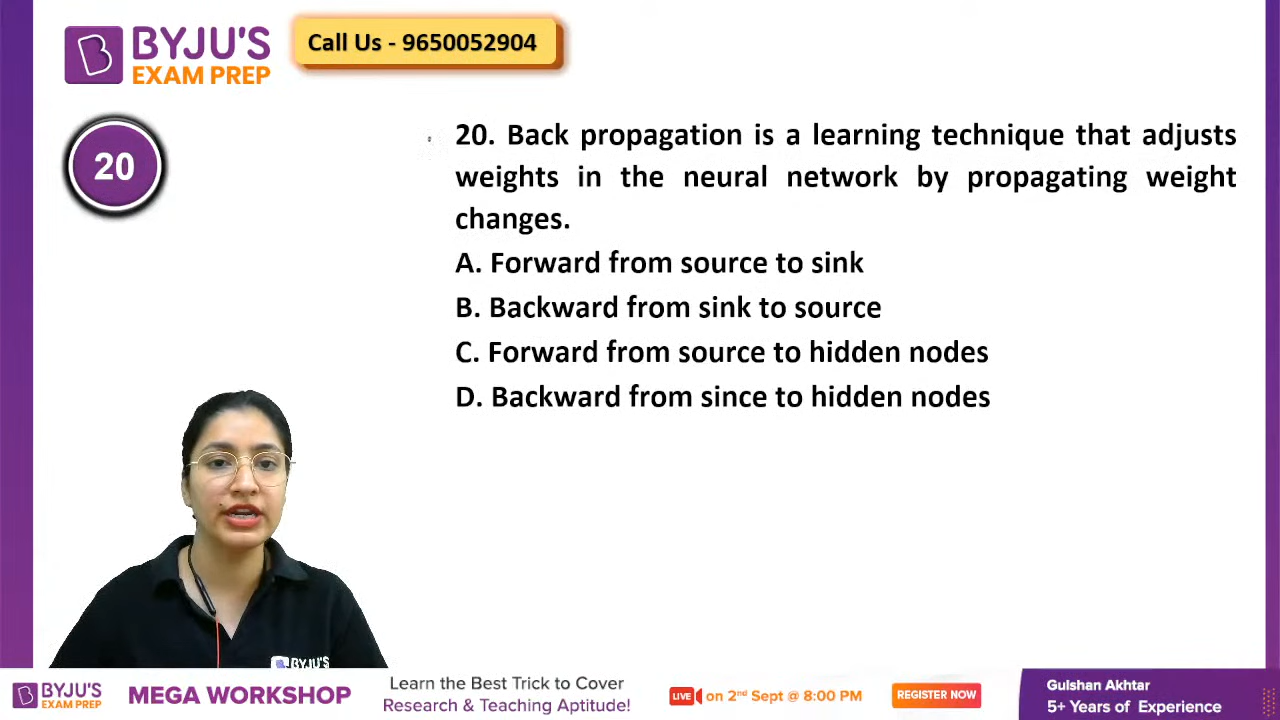 BYJU'S
EXAM PREP
Call Us - 9650052904
20
20. Back propagation is a learning technique that adjusts
weights in the neural network by propagating weight
changes.
A. Forward from source to sink
B. Backward from sink to source
C. Forward from source to hidden nodes
D. Backward from since to hidden nodes
BYJU'S
BYJU'S
EXAM PREP
MEGA WORKSHOP
Learn the Best Trick to Cover
Research & Teaching Aptitude!
LIVE on 2nd Sept @ 8:00 PM
REGISTER NOW
Gulshan Akhtar
5+ Years of Experience